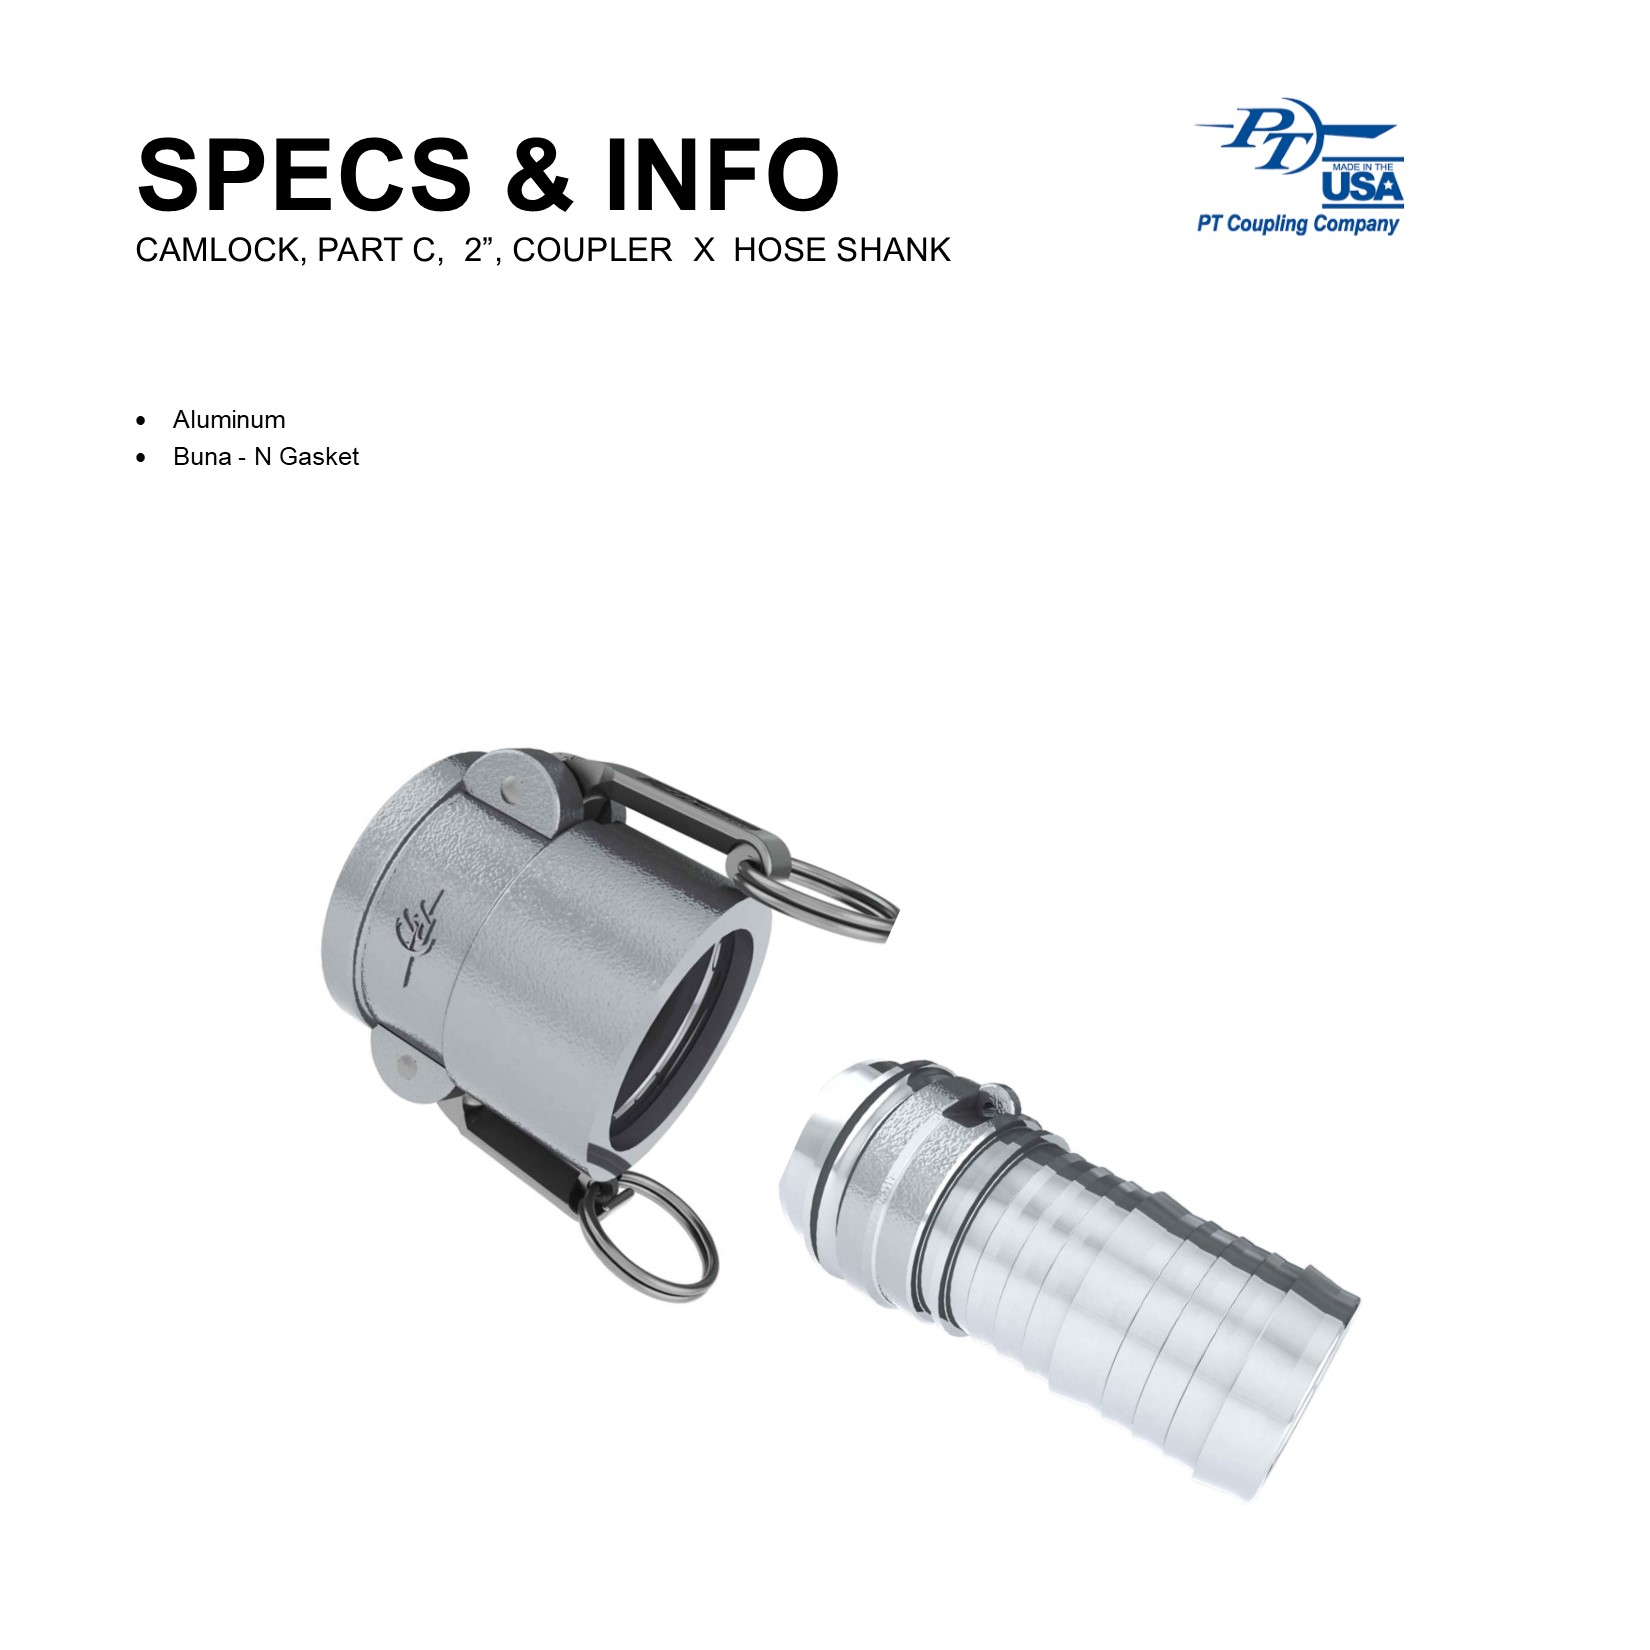 SPECS & INFO
CAMLOCK, PART C,  2”, COUPLER  X  HOSE SHANK
PT
MADE IN THE
USA
PT Coupling Company
• Aluminum
• Buna - N Gasket